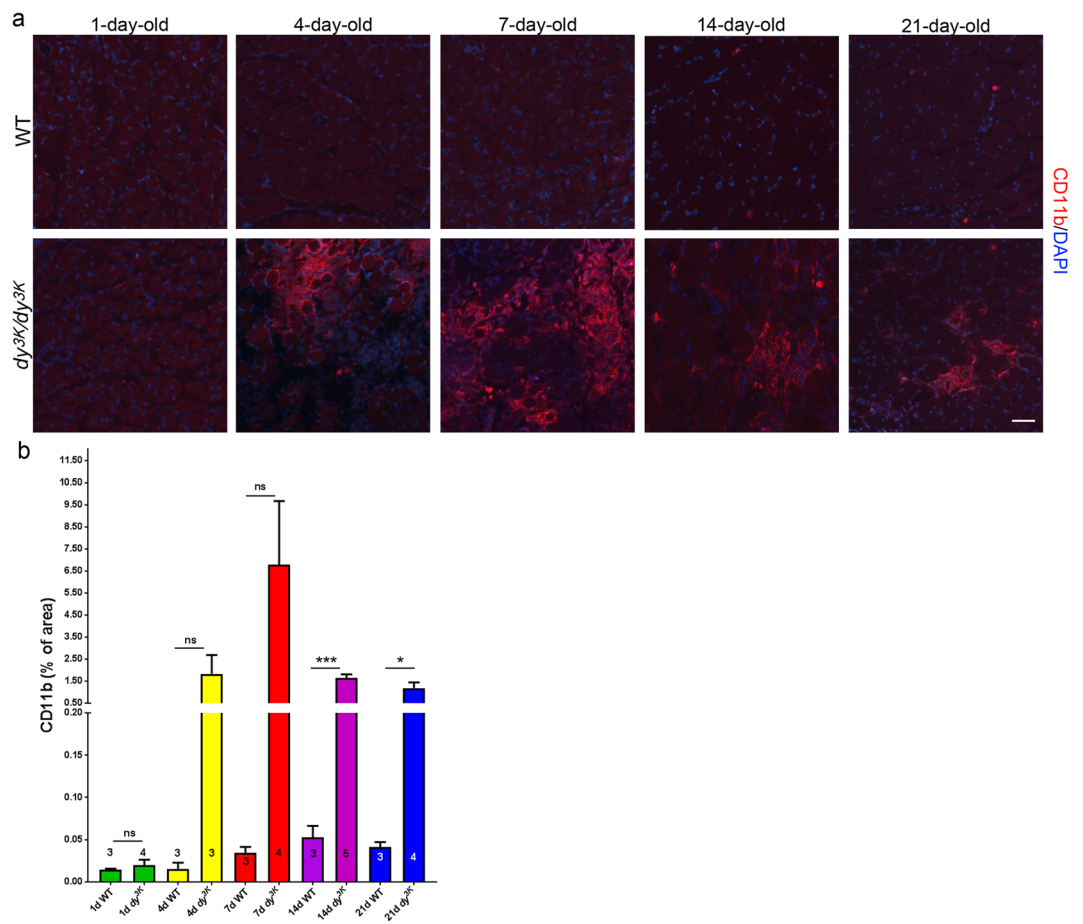 a
1-day-old 4-day-old 7-day-old 14-day-old 21-day-old
WT
dy3K/dy3K
CD11b/DAPI
b
CD11b (% of area)
11.50
10.50
9.50
8.50
7.50
6.50
5.50
4.50
3.50
2.50
1.50
0.50
0.20
0.15
0.10
0.05
0.00
ns ns ns *** *
3 4 3 3 3 4 3 5 3 4
1d WT 1d dy3K 4d WT 4d dy3K 7d WT 7d dy3K 14d WT 14d dy3K 21d WT 21d dy3K